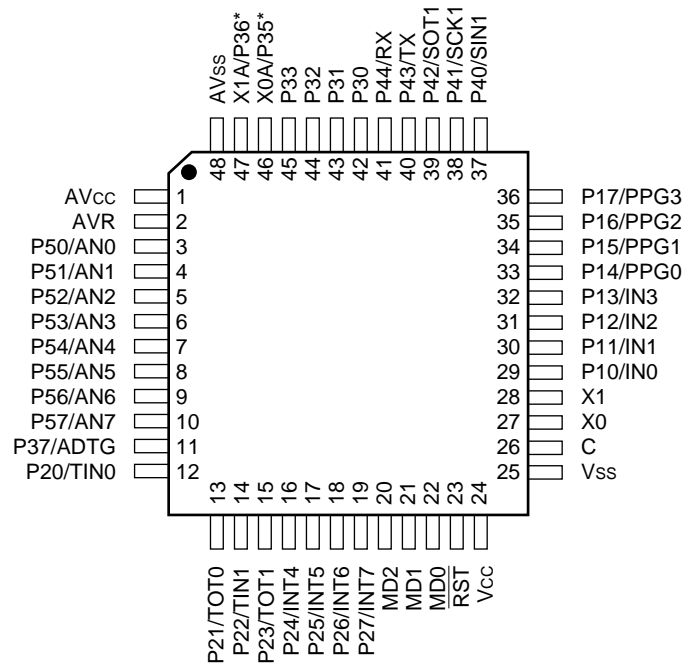 AVss
X1A/P36*
X0A/P35*
P33
P32
P31
P30
P44/RX
P43/TX
P42/SOT1
P41/SCK1
P40/SIN1
48
47
46
45
44
43
42
41
40
39
38
37
AVcc 1
AVR 2
P50/AN0 3
P51/AN1 4
P52/AN2 5
P53/AN3 6
P54/AN4 7
P55/AN5 8
P56/AN6 9
P57/AN7 10
P37/ADTG 11
P20/TIN0 12
36 P17/PPG3
35 P16/PPG2
34 P15/PPG1
33 P14/PPG0
32 P13/IN3
31 P12/IN2
30 P11/IN1
29 P10/IN0
28 X1
27 X0
26 C
25 Vss
13
14
15
16
17
18
19
20
21
22
23
24
P21/TOT0
P22/TIN1
P23/TOT1
P24/INT4
P25/INT5
P26/INT6
P27/INT7
MD2
MD1
MD0
RST
Vcc